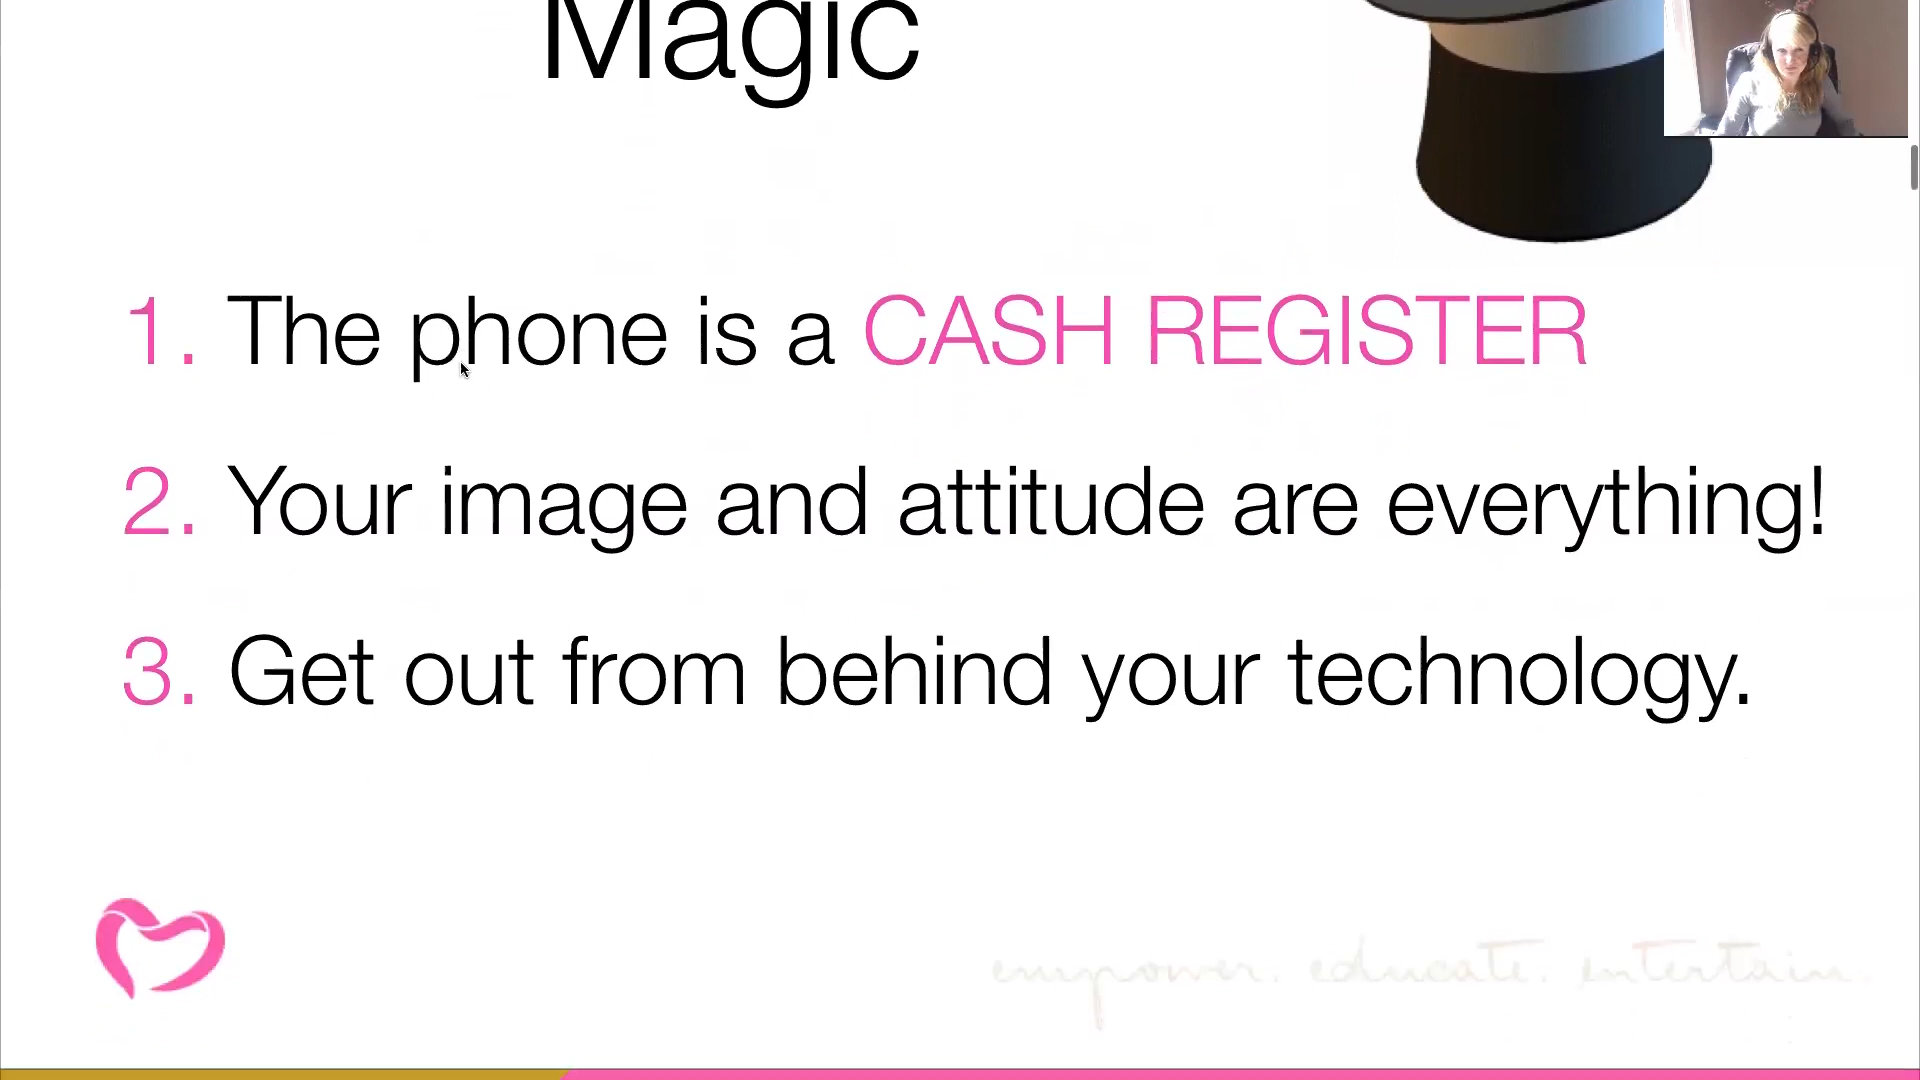 Magic
1. The phone is a CASH REGISTER
2. Your image and attitude are everything!
3. Get out from behind your technology.
empower. educate. entertain.